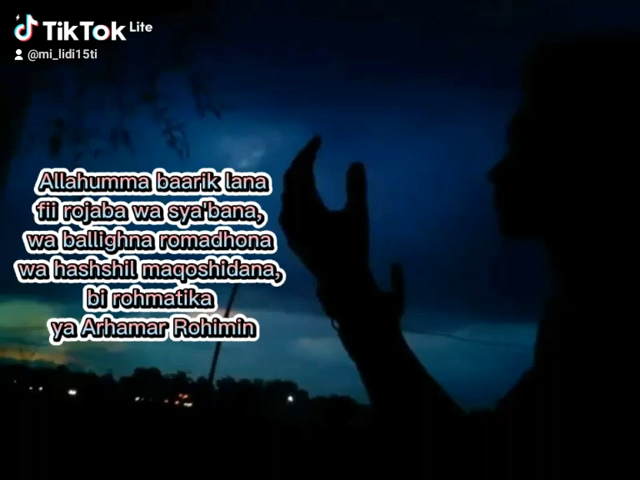 TikTok Lite
@mi_lidi15ti
Allahumma baarik lana
fii rojaba wa sya'bana,
wa ballighna romadhona
wa hashshil maqoshidana,
bi rohmatika
ya Arhamar Rohimin